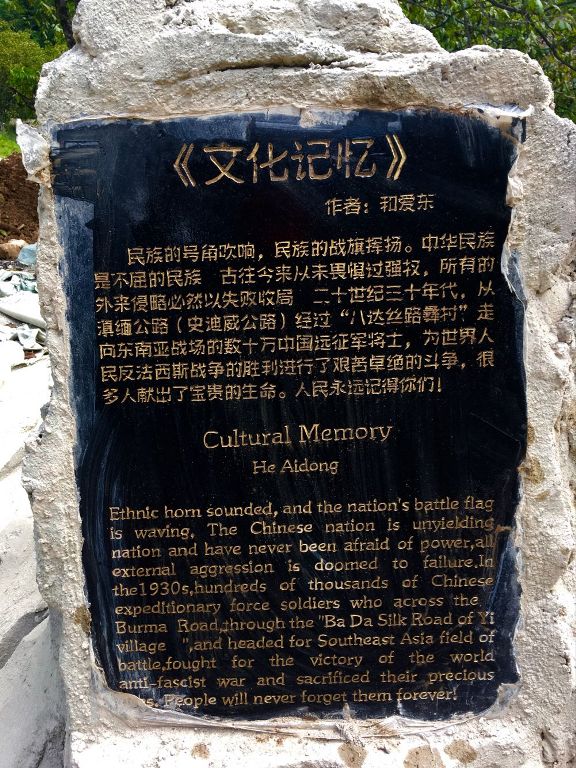 《文化记忆》
作者：和爱东
民族的号角吹响，民族的战旗挥扬。中华民族
是不屈的民族 古往今来从未畏惧过强权，所有的
外来侵略必然以失败收局 二十世纪三十年代，从
滇缅公路（史迪威公路）经过“八达丝路彝村”走
向东南亚战场的数十万中国远征军将士，为世界人
民反法西斯战争的胜利进行了艰苦卓绝的斗争，很
多人献出了宝贵的生命。人民永远记得你们！
Cultural Memory
He Aidong
Ethnic horn sounded, and the nation's battle flag
is waving. The Chinese nation is unyielding
nation and have never been afraid of power,all
external aggression is doomed to failure.In
the1930s,hundreds of thousands of Chinese
expeditionary force soldiers who across the
Burma Road,through the "Ba Da Silk Road of Yi
village ",and headed for Southeast Asia field of
battle,fought for the victory of the world
anti-fascist war and sacrificed their precious
People will never forget them forever!